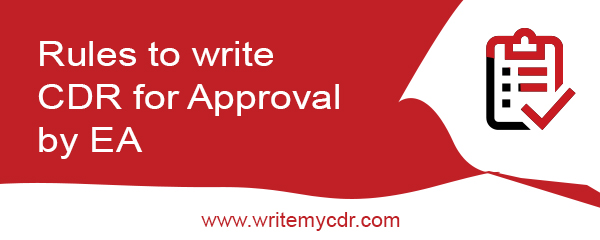 Rules to write
CDR for Approval
by EA
www.writemycdr.com